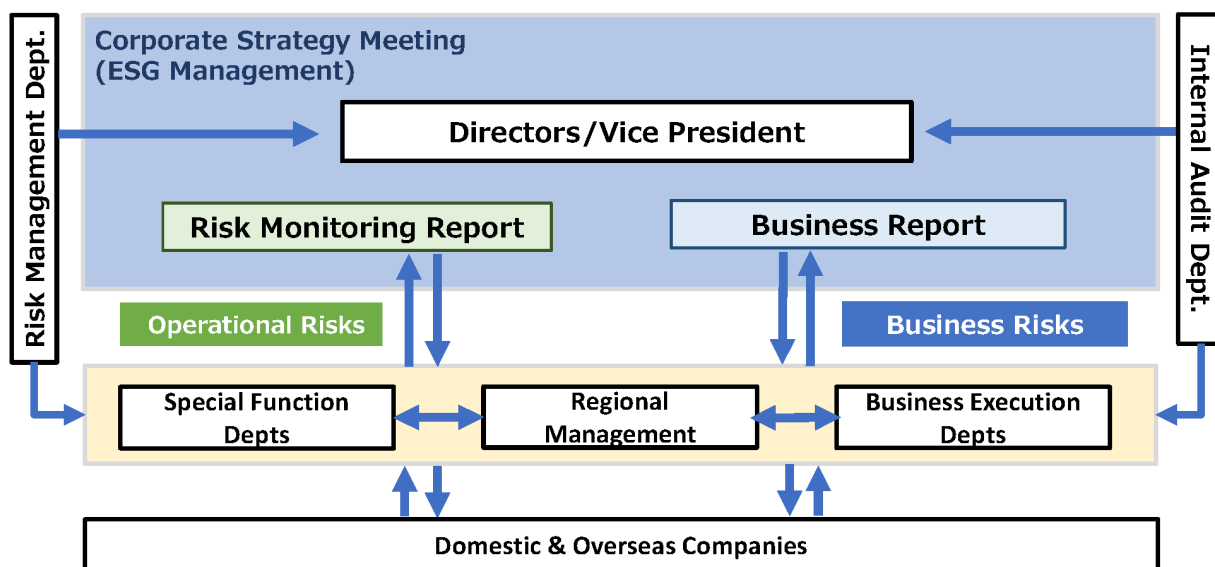 Risk Management Dept.
Corporate Strategy Meeting
(ESG Management)
Internal Audit Dept.
Directors/Vice President
Risk Monitoring Report
Business Report
Operational Risks
Business Risks
Special Function
Depts
Regional
Management
Business Execution
Depts
Domestic & Overseas Companies